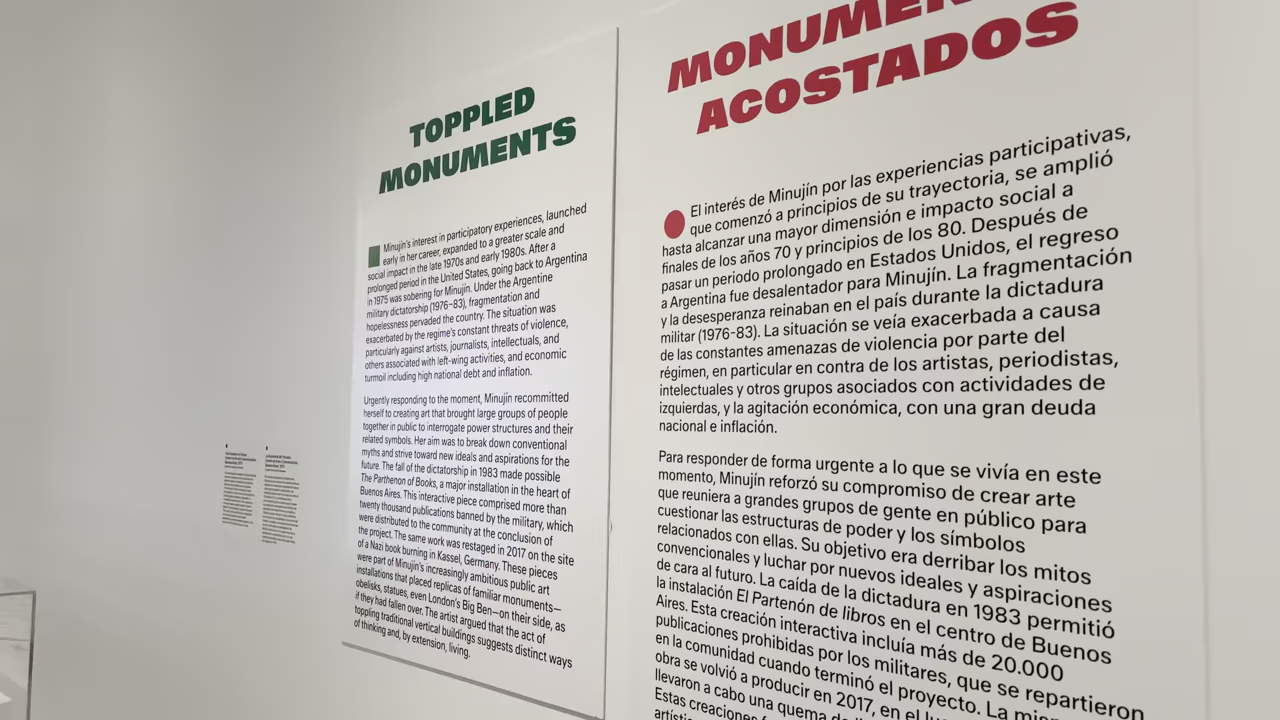 TOPPLED
MONUMENTS
Minujín's interest in participatory experiences, launched
early in her career, expanded to a greater scale and
social impact in the late 1970s and early 1980s. After a
prolonged period in the United States, going back to Argentina
in 1975 was sobering for Minujín. Under the Argentine
military dictatorship (1976–83), fragmentation and
hopelessness pervaded the country. The situation was
exacerbated by the regime's constant threats of violence,
particularly against artists, journalists, intellectuals, and
others associated with left-wing activities, and economic
turmoil including high national debt and inflation.
Urgently responding to the moment, Minujín recommitted
herself to creating art that brought large groups of people
together in public to interrogate power structures and their
related symbols. Her aim was to break down conventional
myths and strive toward new ideals and aspirations for the
future. The fall of the dictatorship in 1983 made possible
The Parthenon of Books, a major installation in the heart of
Buenos Aires. This interactive piece comprised more than
twenty thousand publications banned by the military, which
were distributed to the community at the conclusion of
the project. The same work was restaged in 2017 on the site
of a Nazi book burning in Kassel, Germany. These pieces
were part of Minujín's increasingly ambitious public art
installations that placed replicas of familiar monuments—
obelisks, statues, even London's Big Ben—on their side, as
if they had fallen over. The artist argued that the act of
toppling traditional vertical buildings suggests distinct ways
of thinking and, by extension, living.
ACOSTADOS
El interés de Minujín por las experiencias participativas,
que comenzó a principios de su trayectoria, se amplió
hasta alcanzar una mayor dimensión e impacto social a
finales de los años 70 y principios de los 80. Después de
pasar un periodo prolongado en Estados Unidos, el regreso
a Argentina fue desalentador para Minujín. La fragmentación
y la desesperanza reinaban en el país durante la dictadura
militar (1976-83). La situación se veía exacerbada a causa
de las constantes amenazas de violencia por parte del
régimen, en particular en contra de los artistas, periodistas,
intelectuales y otros grupos asociados con actividades de
izquierdas, y la agitación económica, con una gran deuda
nacional e inflación.
Para responder de forma urgente a lo que se vivía en este
momento, Minujín reforzó su compromiso de crear arte
que reuniera a grandes grupos de gente en público para
cuestionar las estructuras de poder y los símbolos
relacionados con ellas. Su objetivo era derribar los mitos
convencionales y luchar por nuevos ideales y aspiraciones
de cara al futuro. La caída de la dictadura en 1983 permitió
la instalación El Partenón de libros en el centro de Buenos
Aires. Esta creación interactiva incluía más de 20.000
publicaciones prohibidas por los militares, que se repartieron
en la comunidad cuando terminó el proyecto. La
obra se volvió a producir en 2017, en el
llevaron a cabo una quema de
Estas creaciones